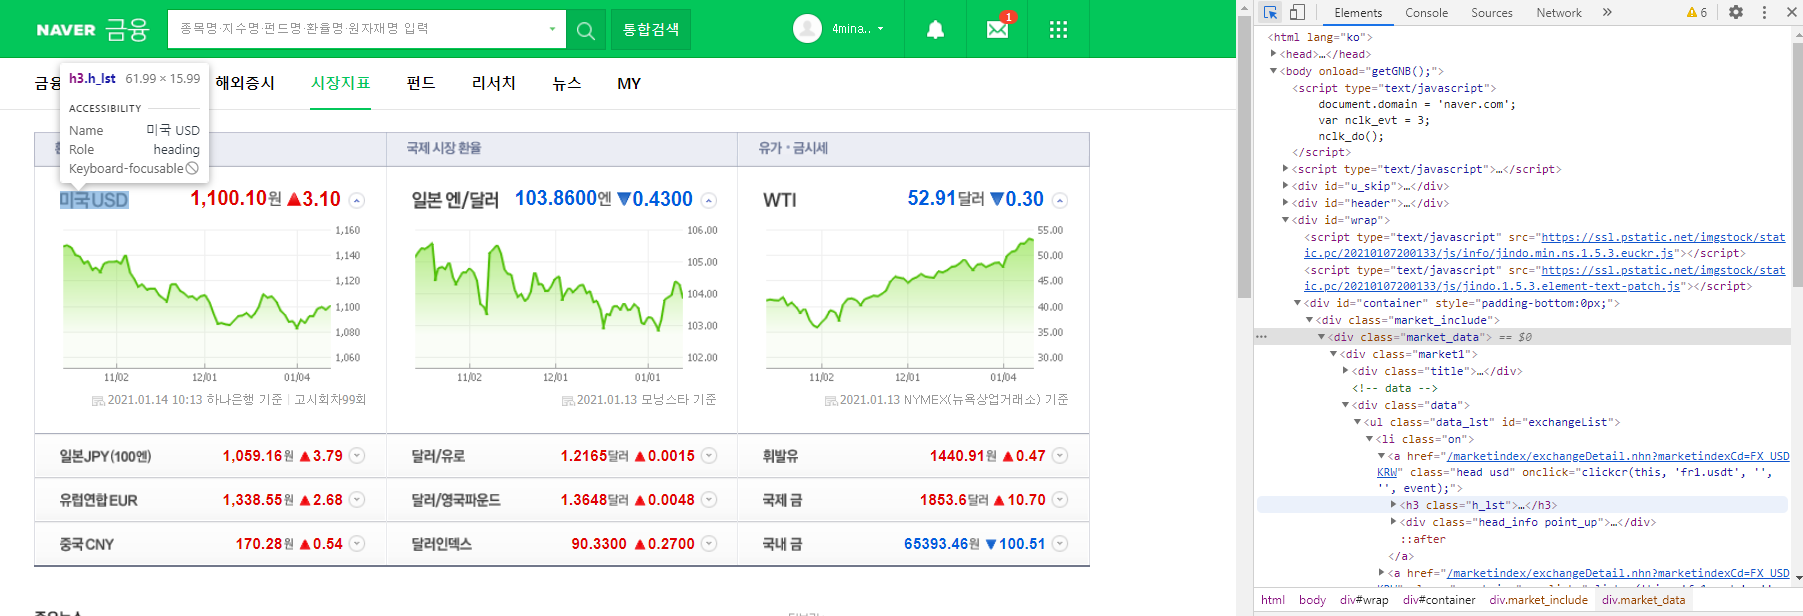 NAVER 금융
종목명·지수명·펀드명·환율명·원자재명 입력
통합검색
4mina..
1
금융
해외증시
시장지표
펀드
리서치
뉴스
MY
h3.h_lst 61.99 × 15.99
ACCESSIBILITY
Name 미국 USD
Role heading
Keyboard-focusable
국제 시장 환율
유가·금시세
미국USD 1,100.10원 ▲3.10
1,160
1,140
1,120
1,100
1,080
1,060
11/02 12/01 01/04
2021.01.14 10:13 하나은행 기준 | 고시회차99회
일본JPY(100엔) 1,059.16원 ▲3.79
유럽연합EUR 1,338.55원 ▲2.68
중국CNY 170.28원 ▲0.54
일본 엔/달러 103.8600엔 ▼0.4300
106.00
105.00
104.00
103.00
102.00
11/02 12/01 01/01
2021.01.13 모닝스타 기준
달러/유로 1.2165달러 ▲0.0015
달러/영국파운드 1.3648달러 ▲0.0048
달러인덱스 90.3300 ▲0.2700
WTI 52.91달러 ▼0.30
55.00
50.00
45.00
40.00
35.00
30.00
11/02 12/01 01/04
2021.01.13 NYMEX(뉴욕상업거래소) 기준
휘발유 1440.91원 ▲0.47
국제 금 1853.6달러 ▲10.70
국내 금 65393.46원 ▼100.51
Elements Console Sources Network » 6
<html lang="ko">
▶<head>…</head>
▼<body onload="getGNB();">
<script type="text/javascript">
document.domain = 'naver.com';
var nclk_evt = 3;
nclk_do();
</script>
▶<script type="text/javascript">…</script>
▶<div id="u_skip">…</div>
▶<div id="header">…</div>
▼<div id="wrap">
<script type="text/javascript" src="https://ssl.pstatic.net/imgstock/stat
ic.pc/20210107200133/js/info/jindo.min.ns.1.5.3.euckr.js"></script>
<script type="text/javascript" src="https://ssl.pstatic.net/imgstock/stat
ic.pc/20210107200133/js/jindo.1.5.3.element-text-patch.js"></script>
▼<div id="container" style="padding-bottom:0px;">
▼<div class="market_include">
… ▼<div class="market_data"> == $0
▼<div class="market1">
▶<div class="title">…</div>
<!-- data -->
▼<div class="data">
▼<ul class="data_lst" id="exchangeList">
▼<li class="on">
▼<a href="/marketindex/exchangeDetail.nhn?marketindexCd=FX_USD
KRW" class="head usd" onclick="clickcr(this, 'fr1.usdt', '',
'', event);">
▶<h3 class="h_lst">…</h3>
▶<div class="head_info point_up">…</div>
::after
</a>
▶<a href="/marketindex/exchangeDetail.nhn?marketindexCd=FX_USD
html body div#wrap div#container div.market_include div.market_data